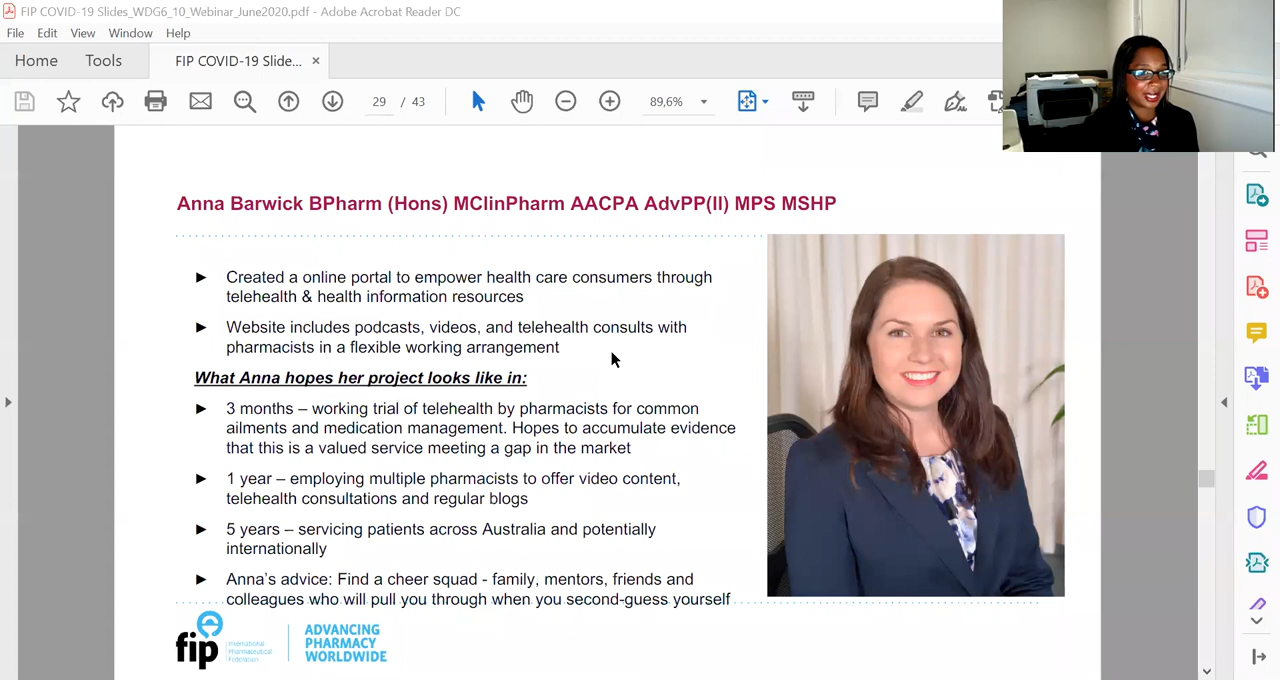 FIP COVID-19 Slides_WDG6_10_Webinar_June2020.pdf - Adobe Acrobat Reader DC
File Edit View Window Help
Home Tools FIP COVID-19 Slide... ×
29 / 43 89,6%
Anna Barwick BPharm (Hons) MClinPharm AACPA AdvPP(II) MPS MSHP
► Created a online portal to empower health care consumers through
telehealth & health information resources
► Website includes podcasts, videos, and telehealth consults with
pharmacists in a flexible working arrangement
What Anna hopes her project looks like in:
► 3 months – working trial of telehealth by pharmacists for common
ailments and medication management. Hopes to accumulate evidence
that this is a valued service meeting a gap in the market
► 1 year – employing multiple pharmacists to offer video content,
telehealth consultations and regular blogs
► 5 years – servicing patients across Australia and potentially
internationally
► Anna's advice: Find a cheer squad - family, mentors, friends and
colleagues who will pull you through when you second-guess yourself
fip
International
Pharmaceutical
Federation
ADVANCING
PHARMACY
WORLDWIDE